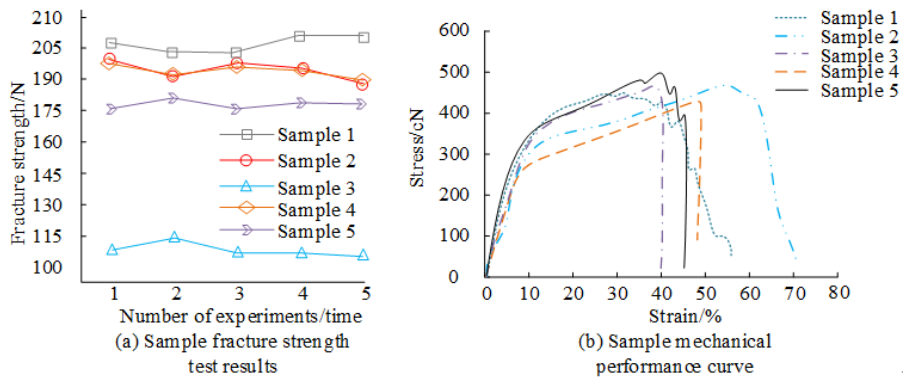 210
205
190
175
160
145
130
115
100
Fracture strength/N
Sample 1
Sample 2
Sample 3
Sample 4
Sample 5
1 2 3 4 5
Number of experiments/time
(a) Sample fracture strength
test results
Sample 1
Sample 2
Sample 3
Sample 4
Sample 5
600
500
400
300
200
100
0
Stress/cN
0 10 20 30 40 50 60 70 80
Strain/%
(b) Sample mechanical
performance curve